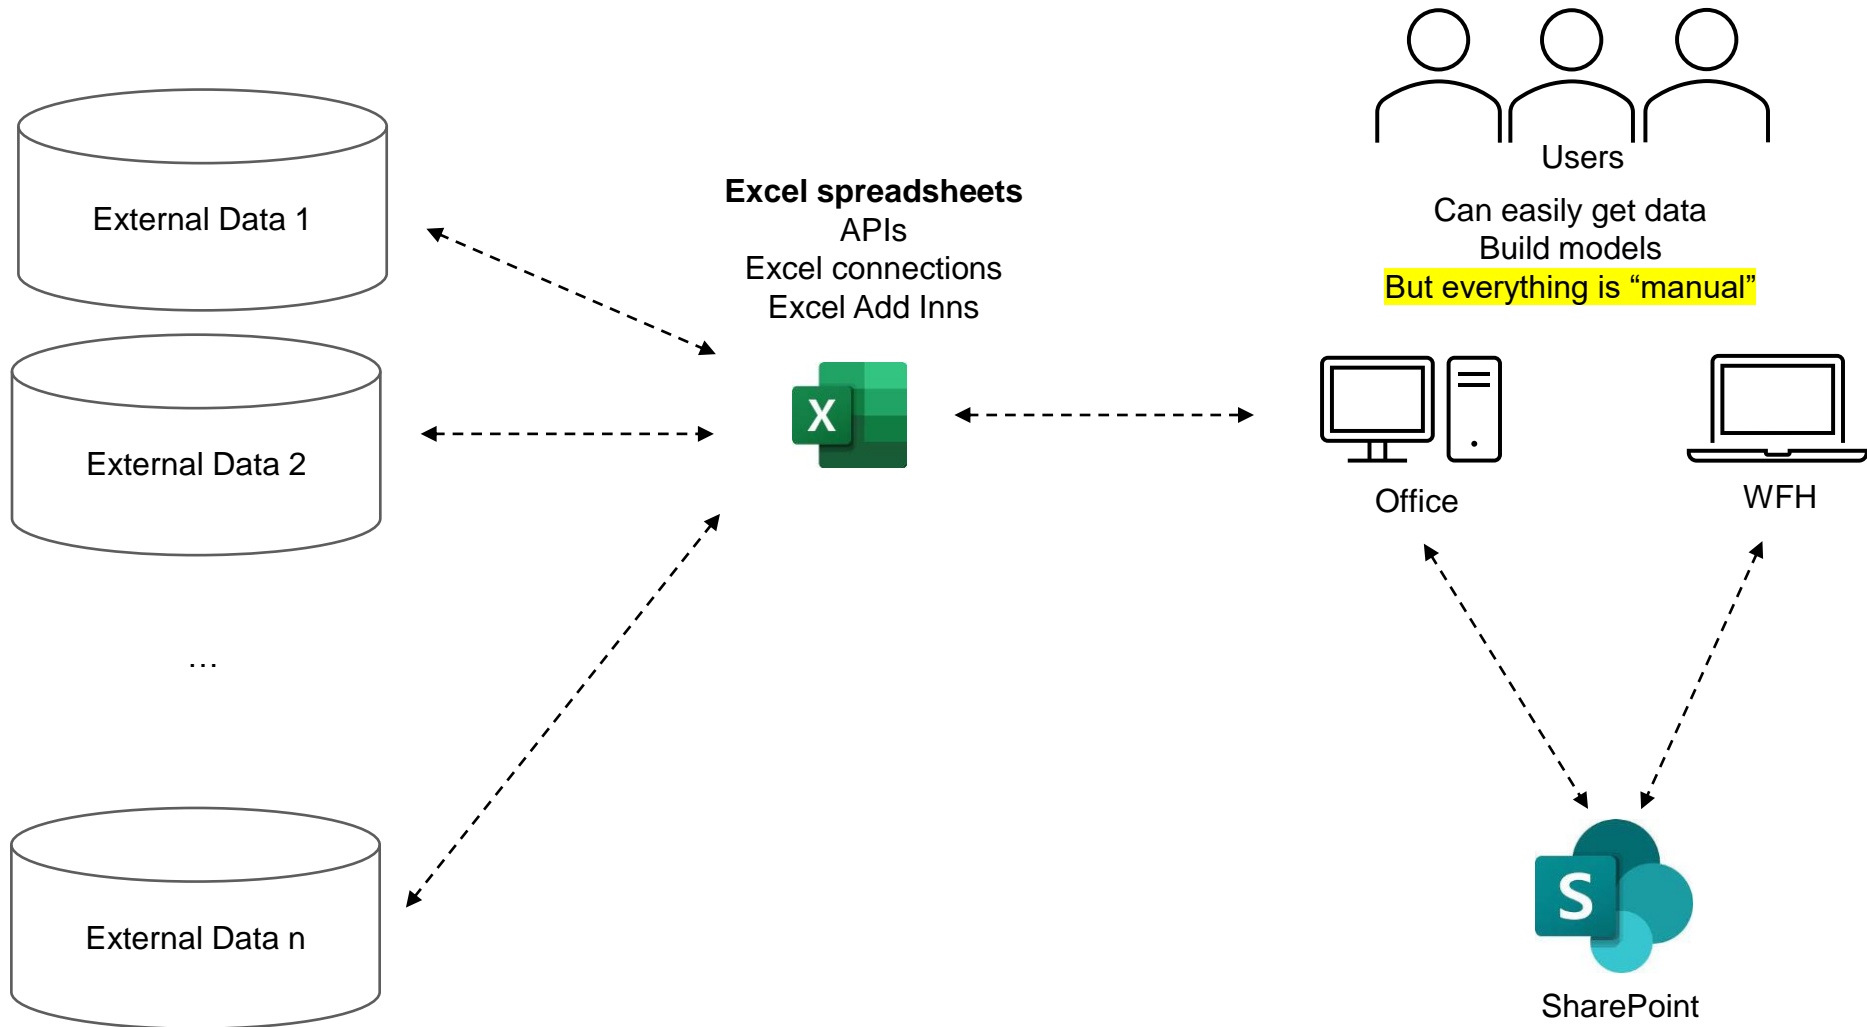 External Data 1
External Data 2
…
External Data n
Excel spreadsheets
APIs
Excel connections
Excel Add Inns
X
Users
Can easily get data
Build models
But everything is “manual”
Office
WFH
S
SharePoint